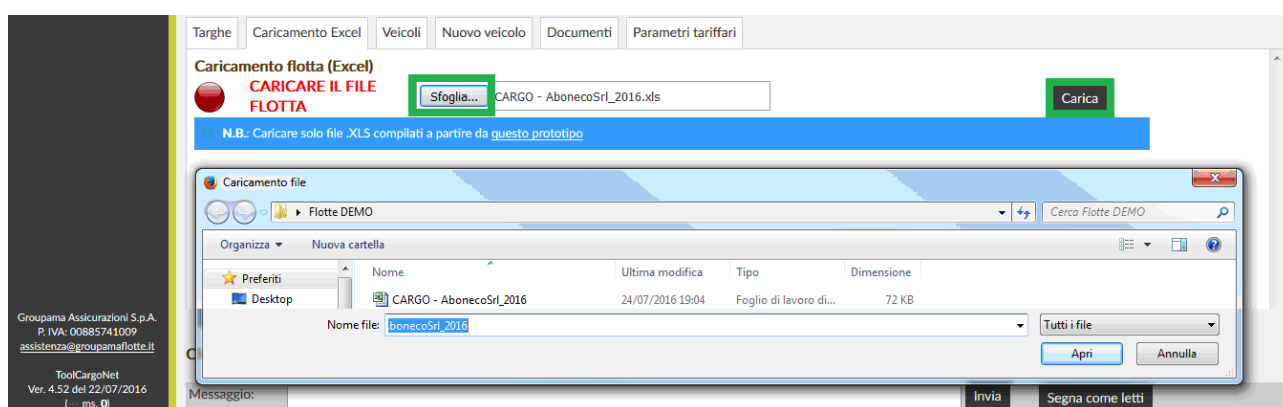 Targhe Caricamento Excel Veicoli Nuovo veicolo Documenti Parametri tariffari
Caricamento flotta (Excel)
CARICARE IL FILE
FLOTTA
Sfoglia... CARGO - AbonecoSrl_2016.xls
Carica
N.B.: Caricare solo file .XLS compilati a partire da questo prototipo
Caricamento file
Flotte DEMO
Cerca Flotte DEMO
Organizza Nuova cartella
Preferiti
Desktop
Nome Ultima modifica Tipo Dimensione
CARGO - AbonecoSrl_2016 24/07/2016 19:04 Foglio di lavoro di... 72 KB
Nome file: bonecoSrl_2016
Tutti i file
Apri Annulla
Groupama Assicurazioni S.p.A.
P. IVA: 00885741009
assistenza@groupamaflotte.it
ToolCargoNet
Ver. 4.52 del 22/07/2016
(--- ms, 0)
Messaggio:
Invia Segna come letti